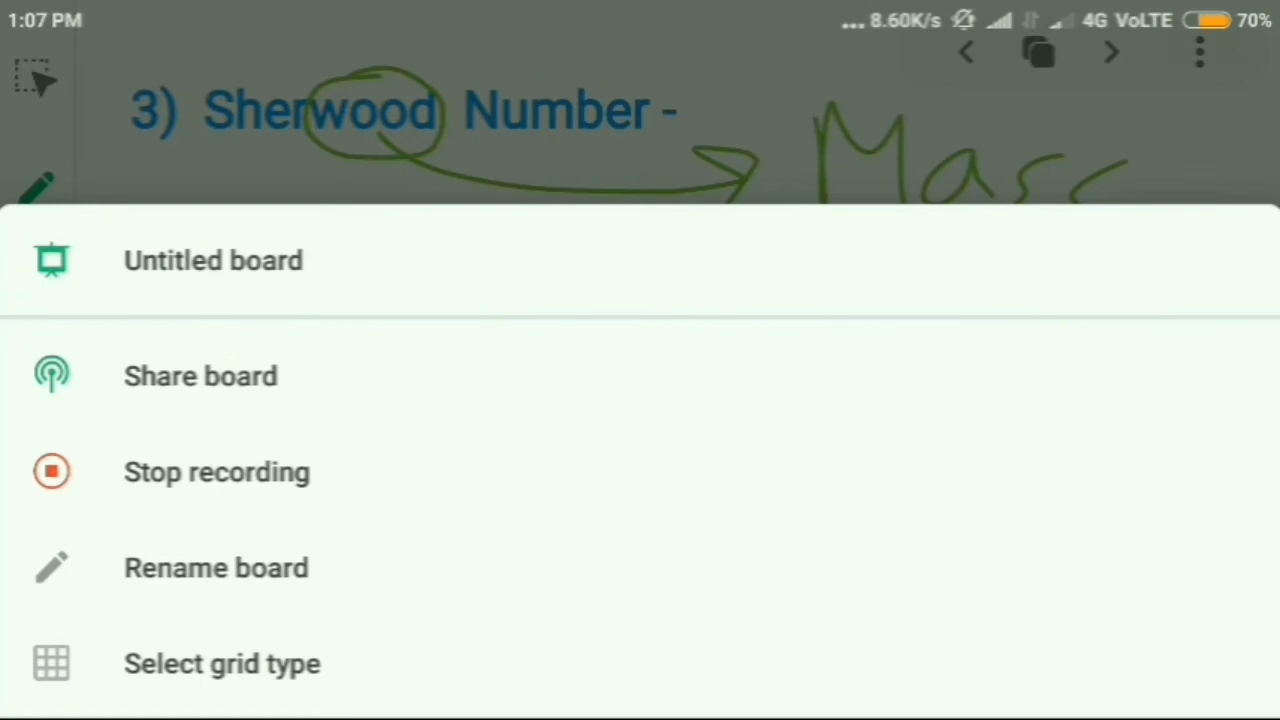 1:07 PM ... 8.60K/s 4G VoLTE 70%
3) Sherwood Number -
Mass
Untitled board
Share board
Stop recording
Rename board
Select grid type